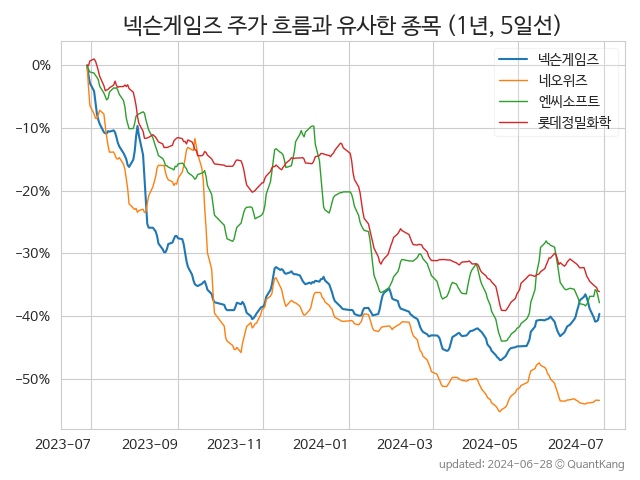 넥슨게임즈 주가 흐름과 유사한 종목 (1년, 5일선)
넥슨게임즈
네오위즈
엔씨소프트
롯데정밀화학
0%
−10%
−20%
−30%
−40%
−50%
2023-07
2023-09
2023-11
2024-01
2024-03
2024-05
2024-07
updated: 2024-06-28 © QuantKang